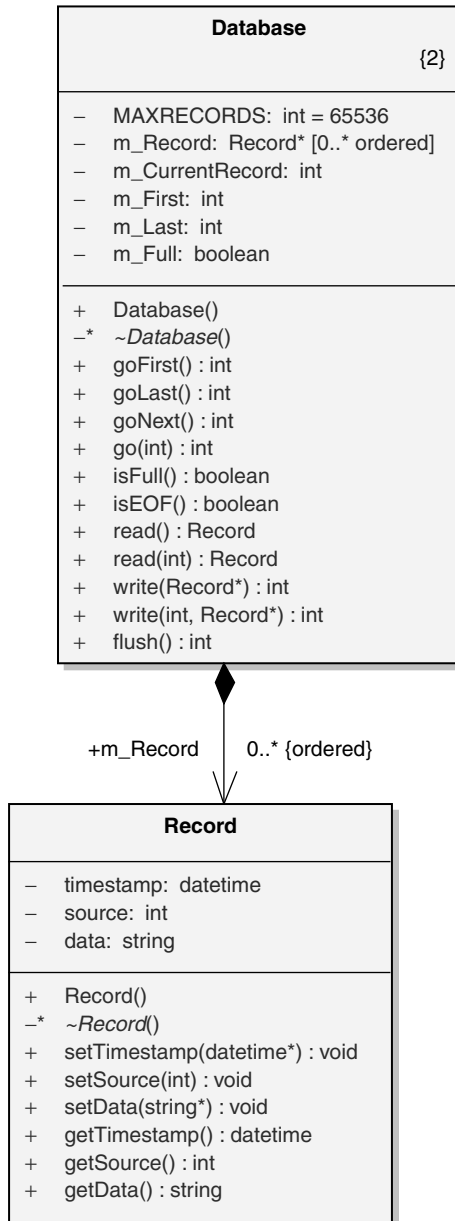 Database
{2}
– MAXRECORDS: int = 65536
– m_Record: Record* [0..* ordered]
– m_CurrentRecord: int
– m_First: int
– m_Last: int
– m_Full: boolean
+ Database()
–* ~Database()
+ goFirst() : int
+ goLast() : int
+ goNext() : int
+ go(int) : int
+ isFull() : boolean
+ isEOF() : boolean
+ read() : Record
+ read(int) : Record
+ write(Record*) : int
+ write(int, Record*) : int
+ flush() : int
+m_Record 0..* {ordered}
Record
– timestamp: datetime
– source: int
– data: string
+ Record()
–* ~Record()
+ setTimestamp(datetime*) : void
+ setSource(int) : void
+ setData(string*) : void
+ getTimestamp() : datetime
+ getSource() : int
+ getData() : string